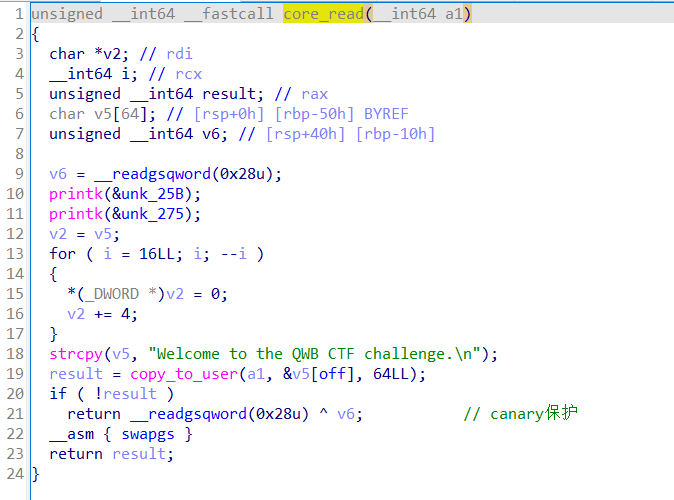 1 unsigned __int64 __fastcall core_read(__int64 a1)
2 {
3   char *v2; // rdi
4   __int64 i; // rcx
5   unsigned __int64 result; // rax
6   char v5[64]; // [rsp+0h] [rbp-50h] BYREF
7   unsigned __int64 v6; // [rsp+40h] [rbp-10h]
8
9   v6 = __readgsqword(0x28u);
10   printk(&unk_25B);
11   printk(&unk_275);
12   v2 = v5;
13   for ( i = 16LL; i; --i )
14   {
15     *(_DWORD *)v2 = 0;
16     v2 += 4;
17   }
18   strcpy(v5, "Welcome to the QWB CTF challenge.\n");
19   result = copy_to_user(a1, &v5[off], 64LL);
20   if ( !result )
21     return __readgsqword(0x28u) ^ v6;            // canary保护
22   __asm { swapgs }
23   return result;
24 }